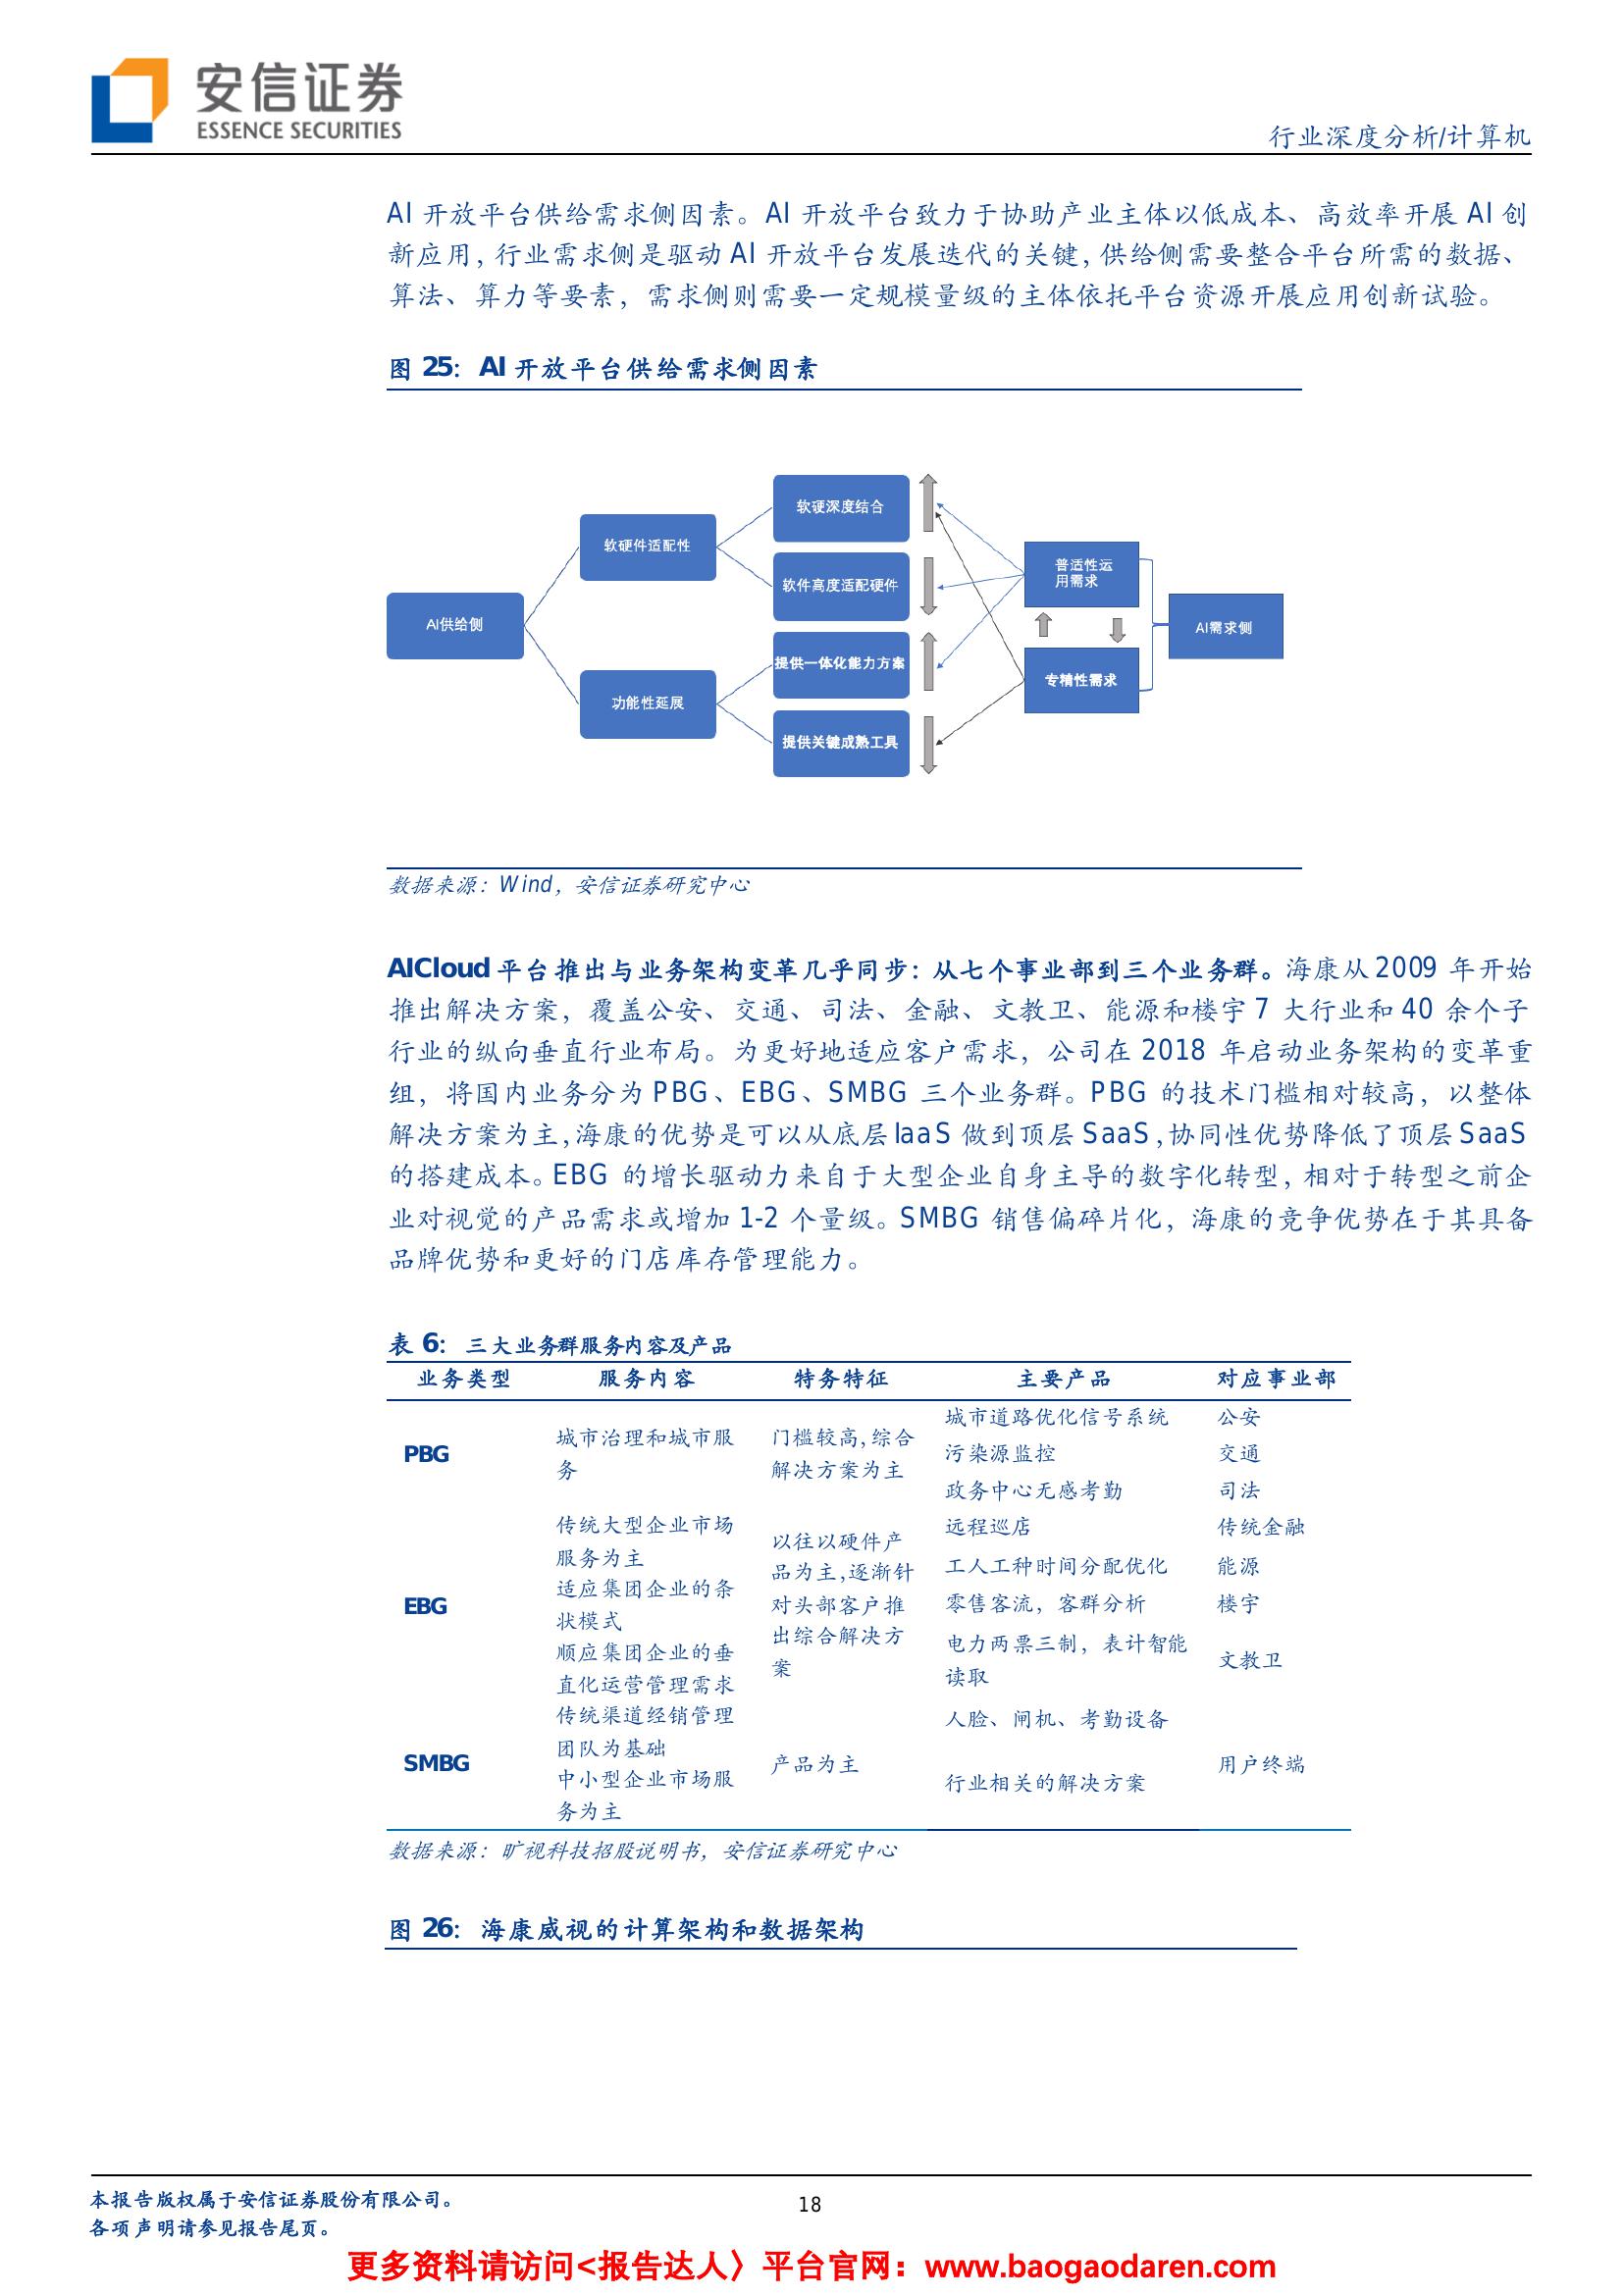 安信证券
ESSENCE SECURITIES
行业深度分析/计算机
AI 开放平台供给需求侧因素。AI 开放平台致力于协助产业主体以低成本、高效率开展 AI 创
新应用，行业需求侧是驱动 AI 开放平台发展迭代的关键，供给侧需要整合平台所需的数据、
算法、算力等要素，需求侧则需要一定规模量级的主体依托平台资源开展应用创新试验。
图 25：AI 开放平台供给需求侧因素
AI供给侧
软硬件适配性
功能性延展
软硬深度结合
软件高度适配硬件
提供一体化能力方案
提供关键成熟工具
普适性运
用需求
专精性需求
AI需求侧
数据来源：Wind，安信证券研究中心
AICloud 平台推出与业务架构变革几乎同步：从七个事业部到三个业务群。海康从 2009 年开始
推出解决方案，覆盖公安、交通、司法、金融、文教卫、能源和楼宇 7 大行业和 40 余个子
行业的纵向垂直行业布局。为更好地适应客户需求，公司在 2018 年启动业务架构的变革重
组，将国内业务分为 PBG、EBG、SMBG 三个业务群。PBG 的技术门槛相对较高，以整体
解决方案为主，海康的优势是可以从底层 IaaS 做到顶层 SaaS，协同性优势降低了顶层 SaaS
的搭建成本。EBG 的增长驱动力来自于大型企业自身主导的数字化转型，相对于转型之前企
业对视觉的产品需求或增加 1-2 个量级。SMBG 销售偏碎片化，海康的竞争优势在于其具备
品牌优势和更好的门店库存管理能力。
表 6：三大业务群服务内容及产品
业务类型 服务内容 特务特征 主要产品 对应事业部
PBG
城市治理和城市服
务
门槛较高，综合
解决方案为主
城市道路优化信号系统
污染源监控
政务中心无感考勤
公安
交通
司法
EBG
传统大型企业市场
服务为主
适应集团企业的条
状模式
顺应集团企业的垂
直化运营管理需求
以往以硬件产
品为主，逐渐针
对头部客户推
出综合解决方
案
远程巡店
工人工种时间分配优化
零售客流，客群分析
电力两票三制，表计智能
读取
传统金融
能源
楼宇
文教卫
SMBG
传统渠道经销管理
团队为基础
中小型企业市场服
务为主
产品为主
人脸、闸机、考勤设备
行业相关的解决方案
用户终端
数据来源：旷视科技招股说明书，安信证券研究中心
图 26：海康威视的计算架构和数据架构
本报告版权属于安信证券股份有限公司。
各项声明请参见报告尾页。
18
更多资料请访问<报告达人〉平台官网：www.baogaodaren.com